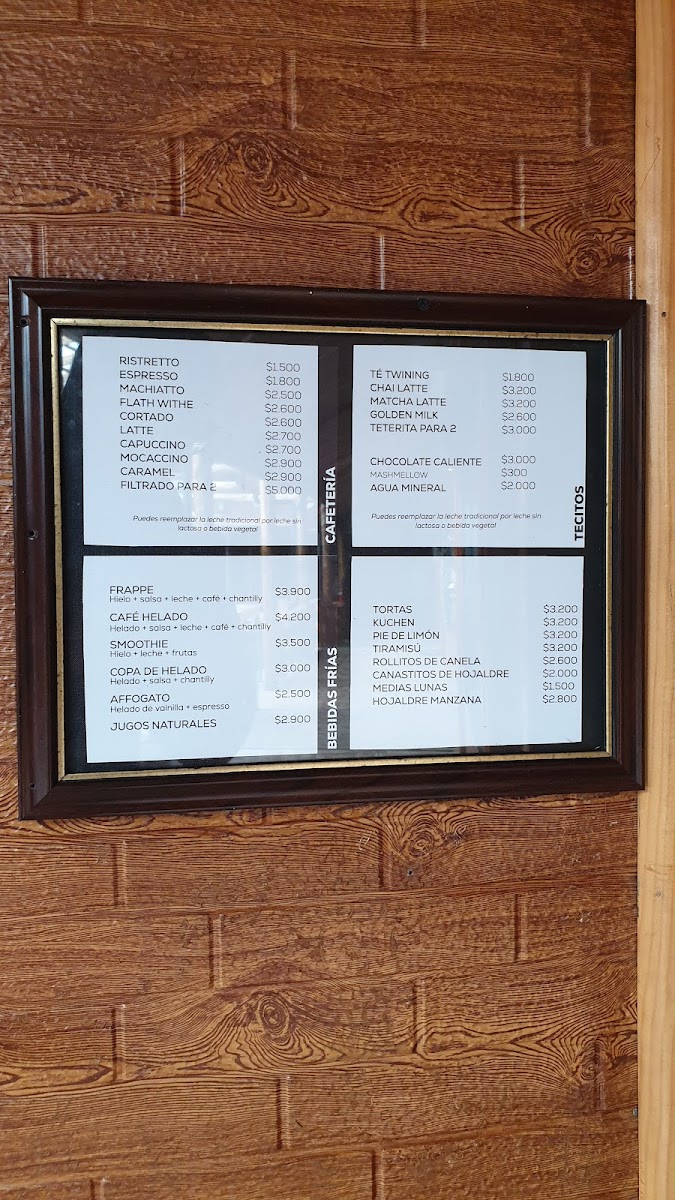 RISTRETTO $1.500
ESPRESSO $1.800
MACHIATTO $2.500
FLATH WITHE $2.600
CORTADO $2.600
LATTE $2.700
CAPUCCINO $2.700
MOCACCINO $2.900
CARAMEL $2.900
FILTRADO PARA 2 $5.000
Puedes reemplazar la leche tradicional por leche sin
lactosa o bebida vegetal
CAFETERÍA
TÉ TWINING $1.800
CHAI LATTE $3.200
MATCHA LATTE $3.200
GOLDEN MILK $2.600
TETERITA PARA 2 $3.000
CHOCOLATE CALIENTE $3.000
MASHMELLOW $300
AGUA MINERAL $2.000
Puedes reemplazar la leche tradicional por leche sin
lactosa o bebida vegetal
TECITOS
FRAPPE $3.900
Hielo + salsa + leche + café + chantilly
CAFÉ HELADO $4.200
Helado + salsa + leche + café + chantilly
SMOOTHIE $3.500
Hielo + leche + frutas
COPA DE HELADO $3.000
Helado + salsa + chantilly
AFFOGATO $2.500
Helado de vainilla + espresso
JUGOS NATURALES $2.900
BEBIDAS FRÍAS
TORTAS $3.200
KUCHEN $3.200
PIE DE LIMÓN $3.200
TIRAMISÚ $3.200
ROLLITOS DE CANELA $2.600
CANASTITOS DE HOJALDRE $2.000
MEDIAS LUNAS $1.500
HOJALDRE MANZANA $2.800